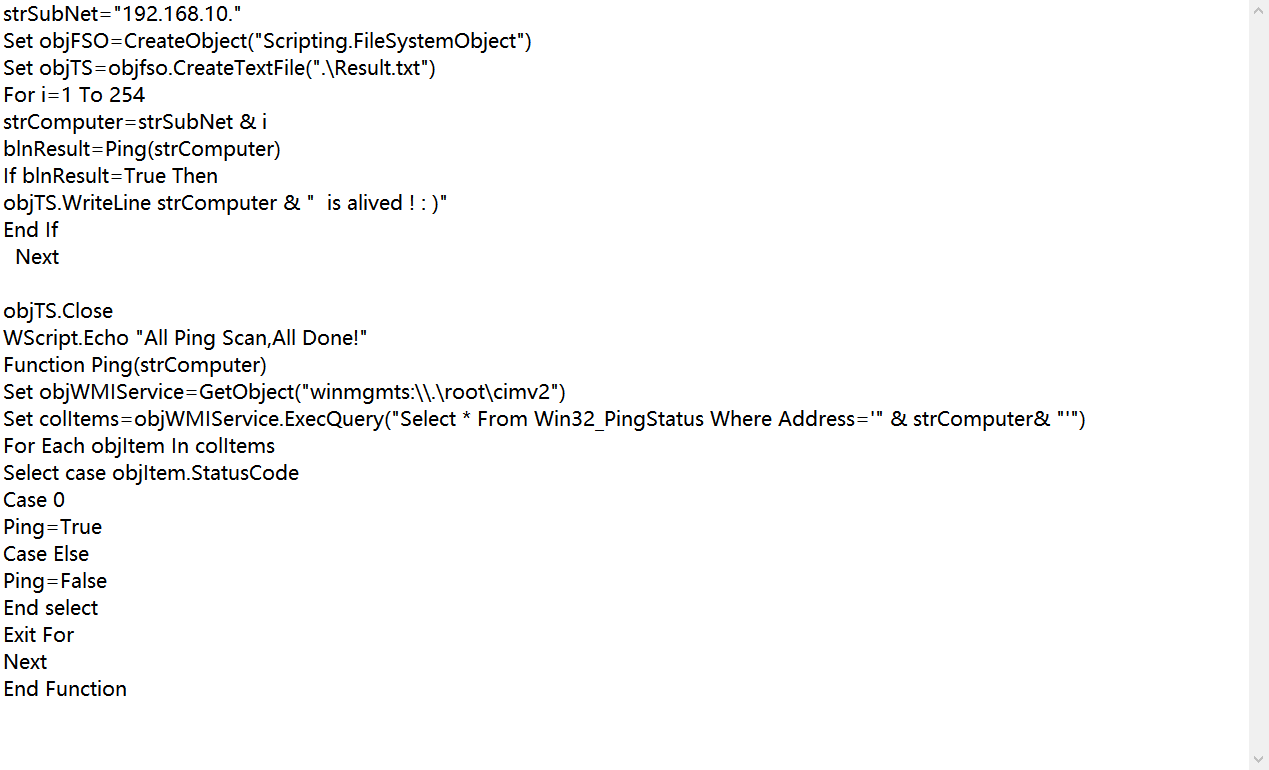 strSubNet="192.168.10."
Set objFSO=CreateObject("Scripting.FileSystemObject")
Set objTS=objfso.CreateTextFile(".\Result.txt")
For i=1 To 254
strComputer=strSubNet & i
blnResult=Ping(strComputer)
If blnResult=True Then
objTS.WriteLine strComputer & "  is alived ! : )"
End If
  Next

objTS.Close
WScript.Echo "All Ping Scan,All Done!"
Function Ping(strComputer)
Set objWMIService=GetObject("winmgmts:\\.\root\cimv2")
Set colItems=objWMIService.ExecQuery("Select * From Win32_PingStatus Where Address='" & strComputer& "'")
For Each objItem In colItems
Select case objItem.StatusCode
Case 0
Ping=True
Case Else
Ping=False
End select
Exit For
Next
End Function